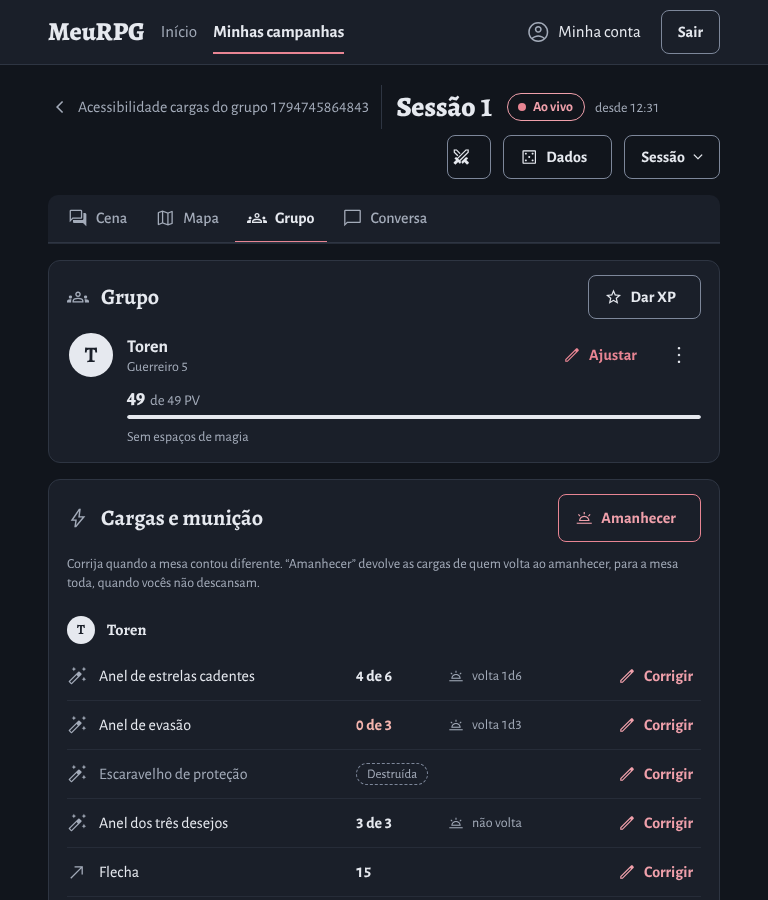 MeuRPG Início Minhas campanhas Minha conta Sair
Acessibilidade cargas do grupo 1794745864843 Sessão 1 Ao vivo desde 12:31
Dados Sessão
Cena Mapa Grupo Conversa
Grupo Dar XP
T Toren Ajustar
Guerreiro 5
49 de 49 PV
Sem espaços de magia
Cargas e munição Amanhecer
Corrija quando a mesa contou diferente. “Amanhecer” devolve as cargas de quem volta ao amanhecer, para a mesa
toda, quando vocês não descansam.
T Toren
Anel de estrelas cadentes 4 de 6 volta 1d6 Corrigir
Anel de evasão 0 de 3 volta 1d3 Corrigir
Escaravelho de proteção Destruída Corrigir
Anel dos três desejos 3 de 3 não volta Corrigir
Flecha 15 Corrigir